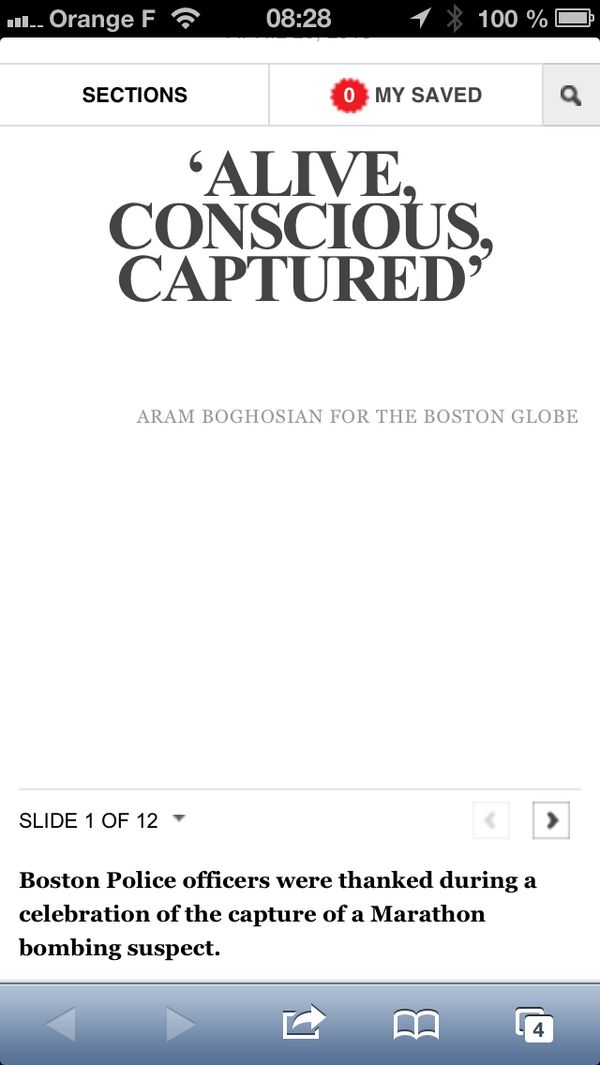 Orange F 08:28 100 %
SECTIONS
0 MY SAVED
‘ALIVE,
CONSCIOUS,
CAPTURED’
ARAM BOGHOSIAN FOR THE BOSTON GLOBE
SLIDE 1 OF 12
Boston Police officers were thanked during a
celebration of the capture of a Marathon
bombing suspect.
4